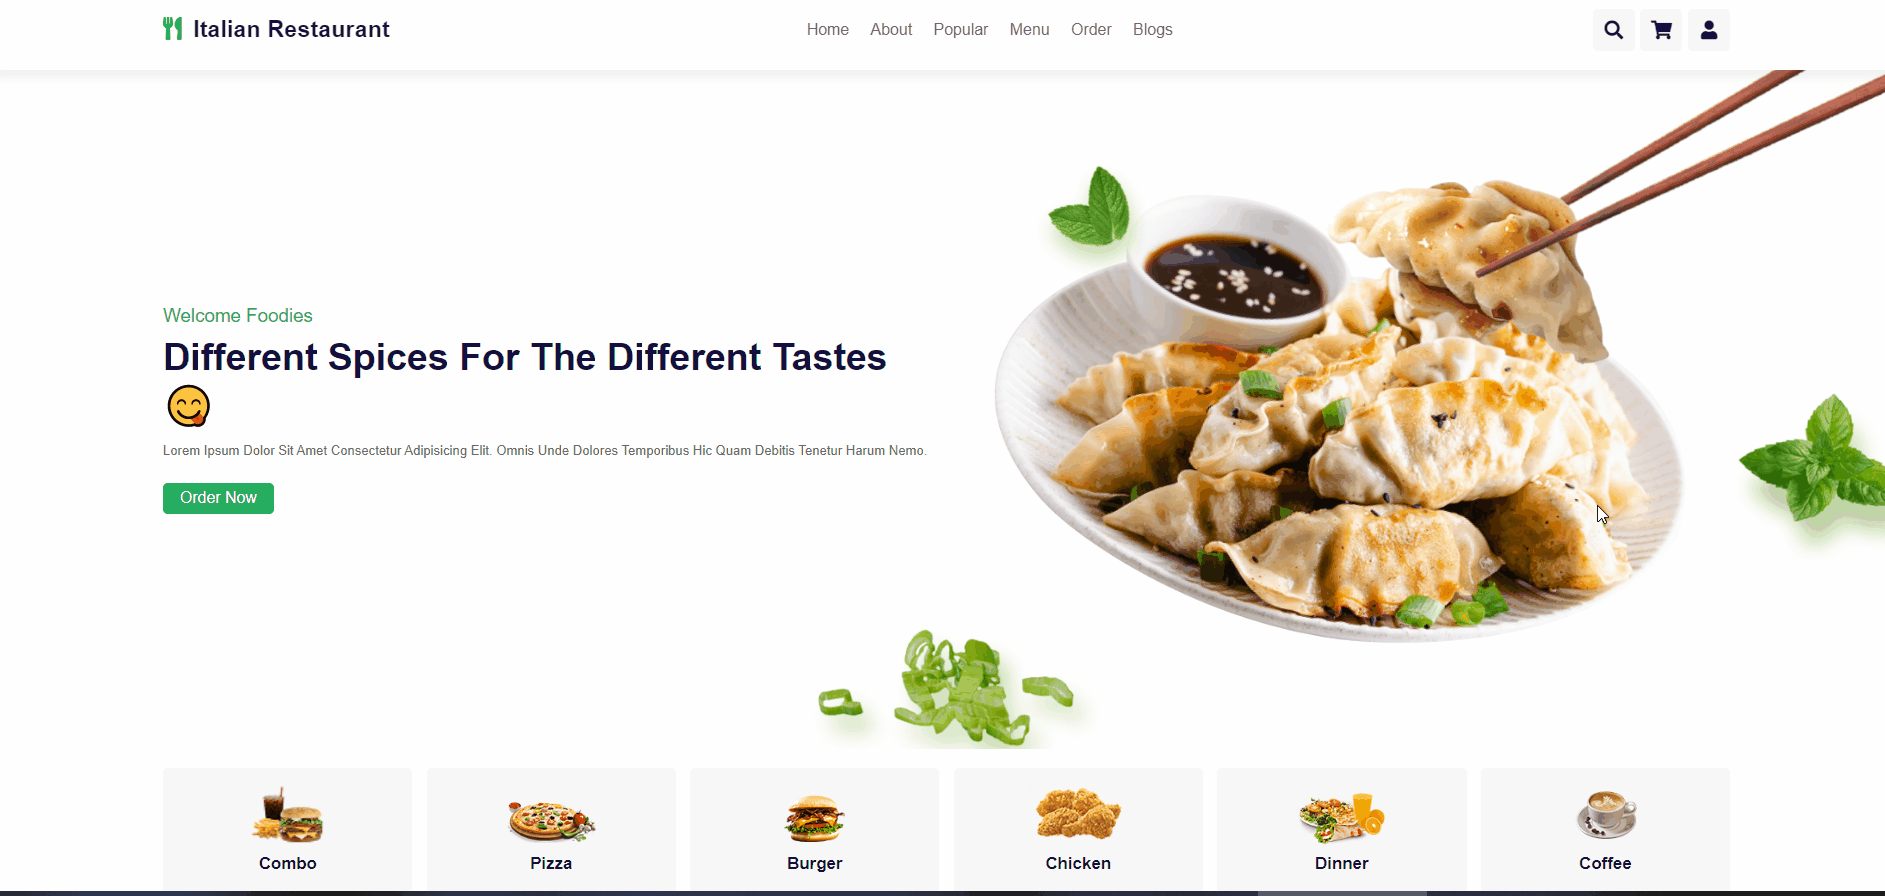 Italian Restaurant
Home About Popular Menu Order Blogs
Welcome Foodies
Different Spices For The Different Tastes
😋
Lorem Ipsum Dolor Sit Amet Consectetur Adipisicing Elit. Omnis Unde Dolores Temporibus Hic Quam Debitis Tenetur Harum Nemo.
Order Now
Combo Pizza Burger Chicken Dinner Coffee